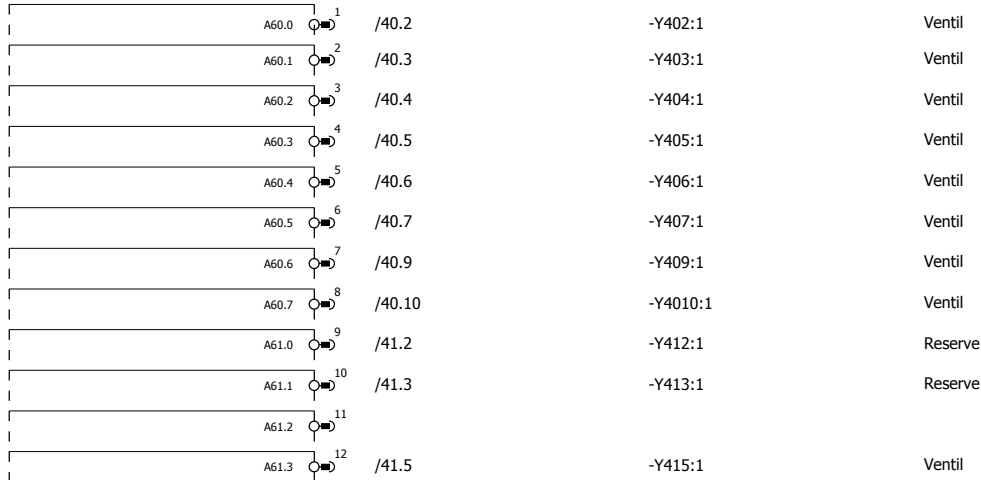 A60.0 1 /40.2 -Y402:1 Ventil
A60.1 2 /40.3 -Y403:1 Ventil
A60.2 3 /40.4 -Y404:1 Ventil
A60.3 4 /40.5 -Y405:1 Ventil
A60.4 5 /40.6 -Y406:1 Ventil
A60.5 6 /40.7 -Y407:1 Ventil
A60.6 7 /40.9 -Y409:1 Ventil
A60.7 8 /40.10 -Y4010:1 Ventil
A61.0 9 /41.2 -Y412:1 Reserve
A61.1 10 /41.3 -Y413:1 Reserve
A61.2 11
A61.3 12 /41.5 -Y415:1 Ventil